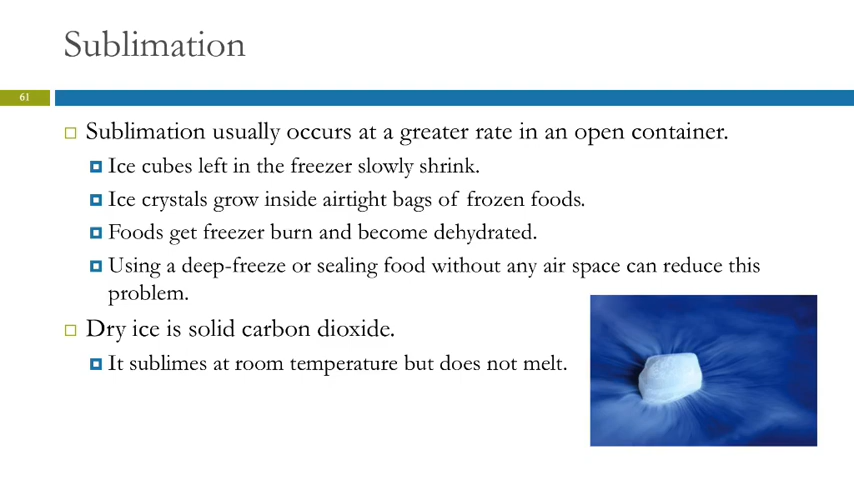 Sublimation
61
Sublimation usually occurs at a greater rate in an open container.
Ice cubes left in the freezer slowly shrink.
Ice crystals grow inside airtight bags of frozen foods.
Foods get freezer burn and become dehydrated.
Using a deep-freeze or sealing food without any air space can reduce this
problem.
Dry ice is solid carbon dioxide.
It sublimes at room temperature but does not melt.